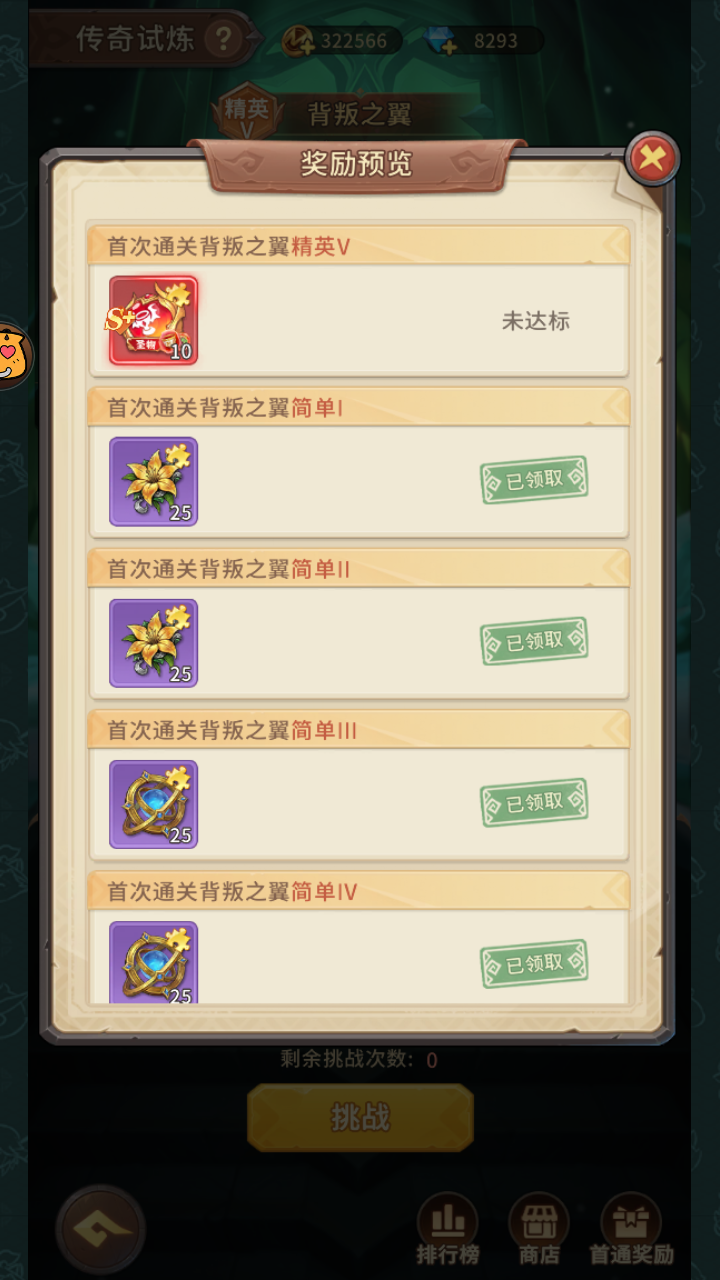 传奇试炼 ? 322566 8293
精英
V
背叛之翼
奖励预览
首次通关背叛之翼精英V
S+
圣物
10
未达标
首次通关背叛之翼简单I
25
已领取
首次通关背叛之翼简单II
25
已领取
首次通关背叛之翼简单III
25
已领取
首次通关背叛之翼简单IV
25
已领取
剩余挑战次数: 0
挑战
排行榜 商店 首通奖励